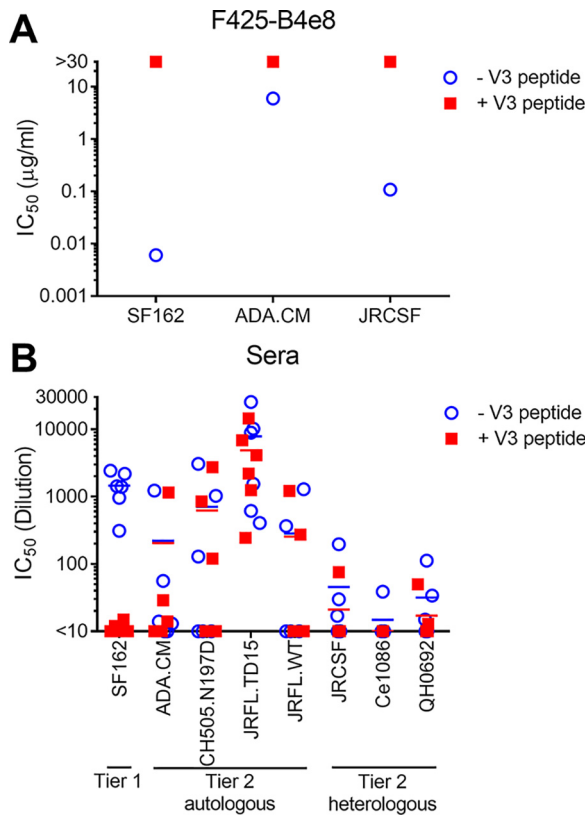 A
F425-B4e8
>30
10
1
0.1
0.01
0.001
IC50 (µg/ml)
SF162 ADA.CM JRCSF
- V3 peptide
+ V3 peptide
B
Sera
30000
10000
1000
100
<10
IC50 (Dilution)
SF162
ADA.CM
CH505.N197D
JRFL.TD15
JRFL.WT
JRCSF
Ce1086
QH0692
- V3 peptide
+ V3 peptide
Tier 1 Tier 2 Tier 2
autologous heterologous